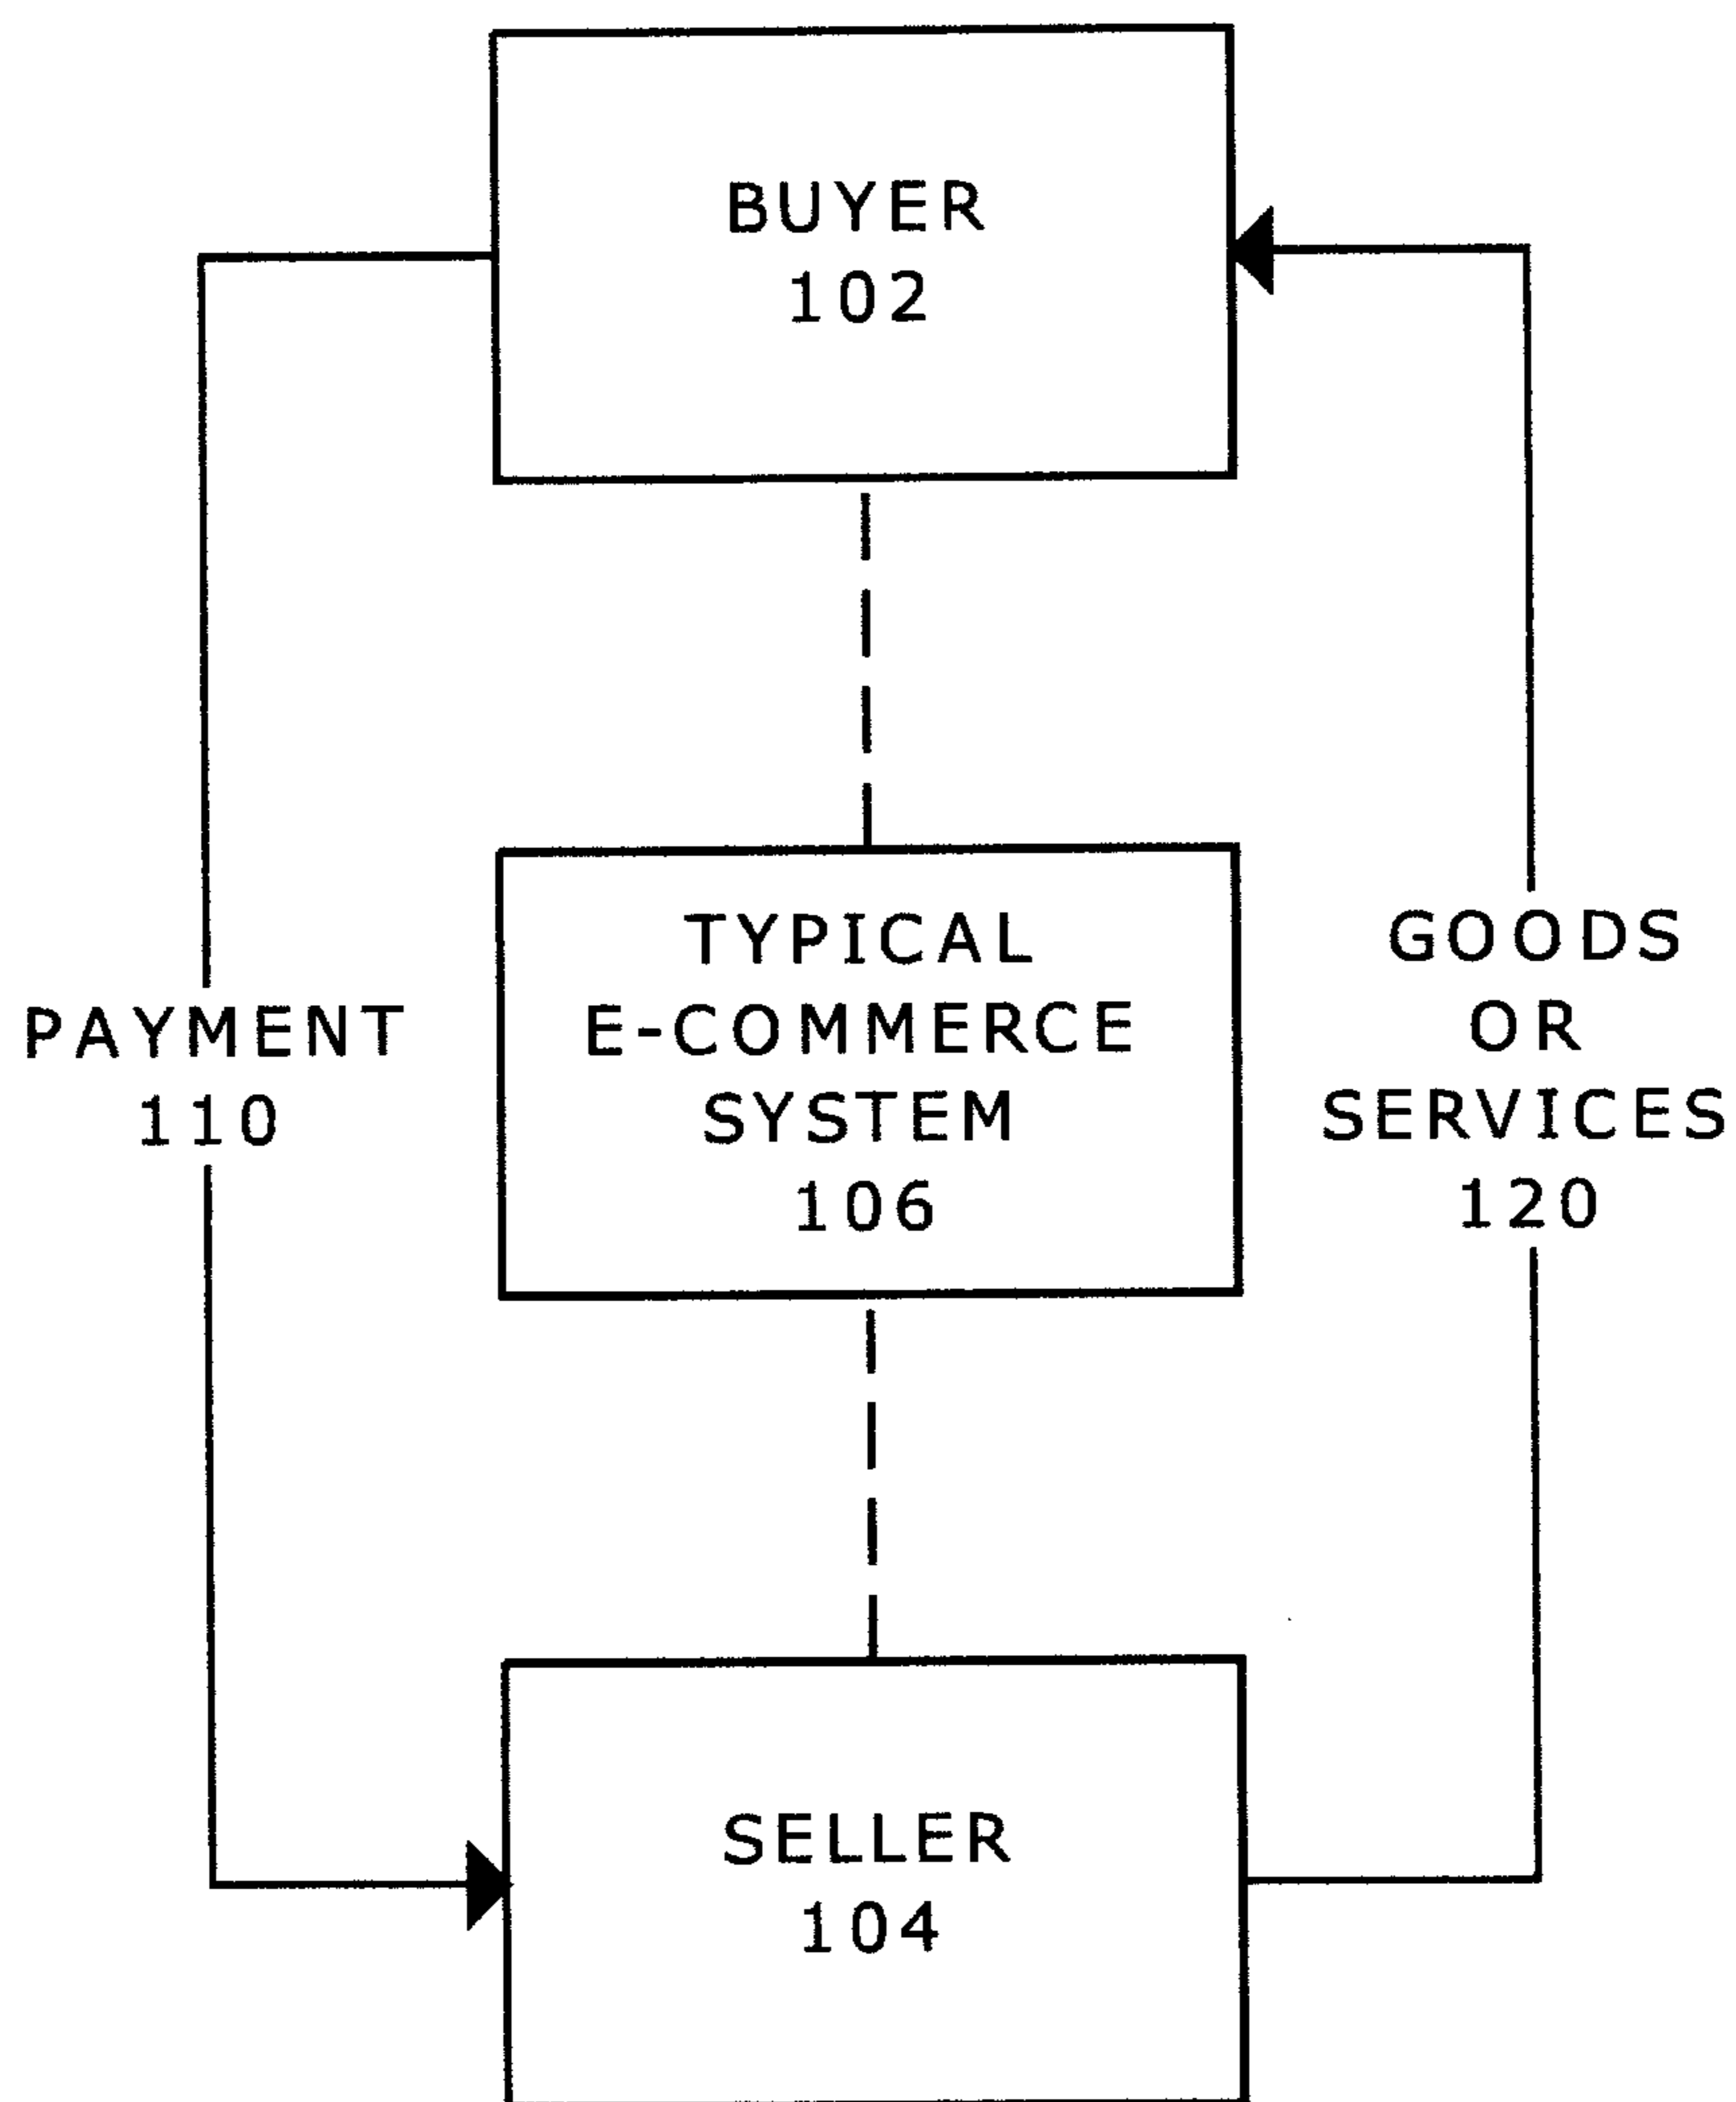 BUYER
102
TYPICAL
E-COMMERCE
SYSTEM
106
PAYMENT
110
GOODS
OR
SERVICES
120
SELLER
104